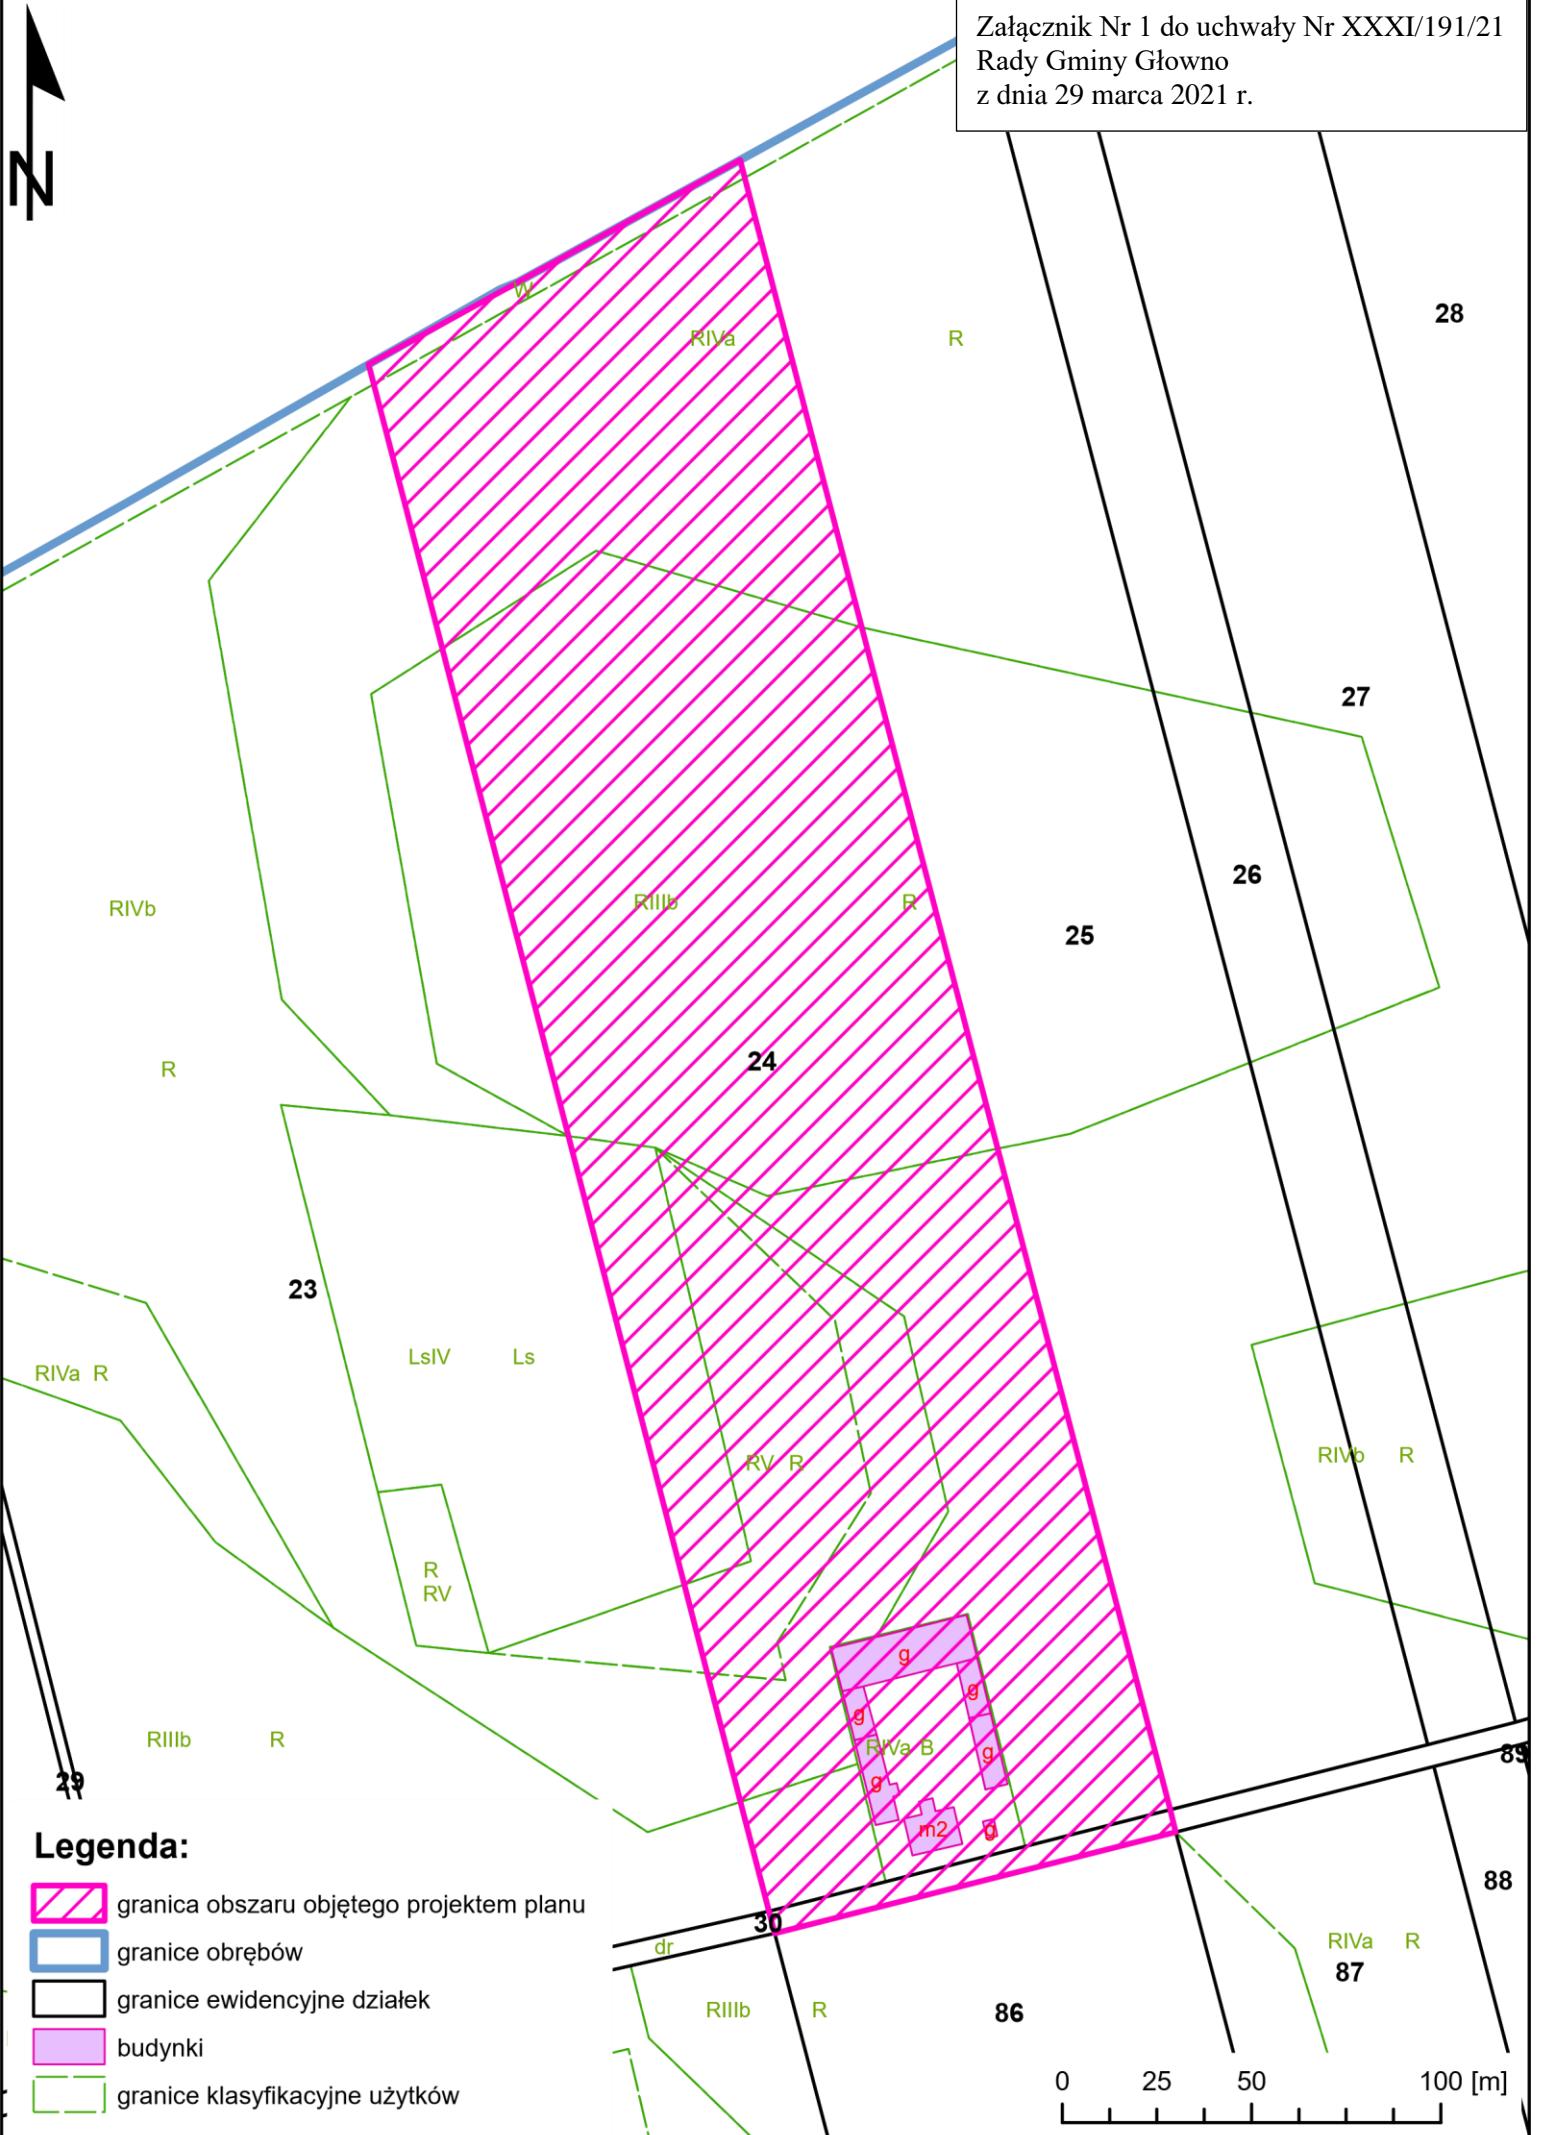 Załącznik Nr 1 do uchwały Nr XXXI/191/21
Rady Gminy Głowno
z dnia 29 marca 2021 r.
N
W
RIVa
R
28
27
RIVb
RIIIb
R
26
25
R
24
23
LsIV
Ls
RIVa R
RV R
RIVb
R
R
RV
g
g
g
RIIIb
R
RIVa B
g
89
29
g
m2
g
Legenda:
granica obszaru objętego projektem planu
granice obrębów
granice ewidencyjne działek
budynki
granice klasyfikacyjne użytków
30
dr
88
RIVa
R
87
RIIIb
R
86
0 25 50 100 [m]